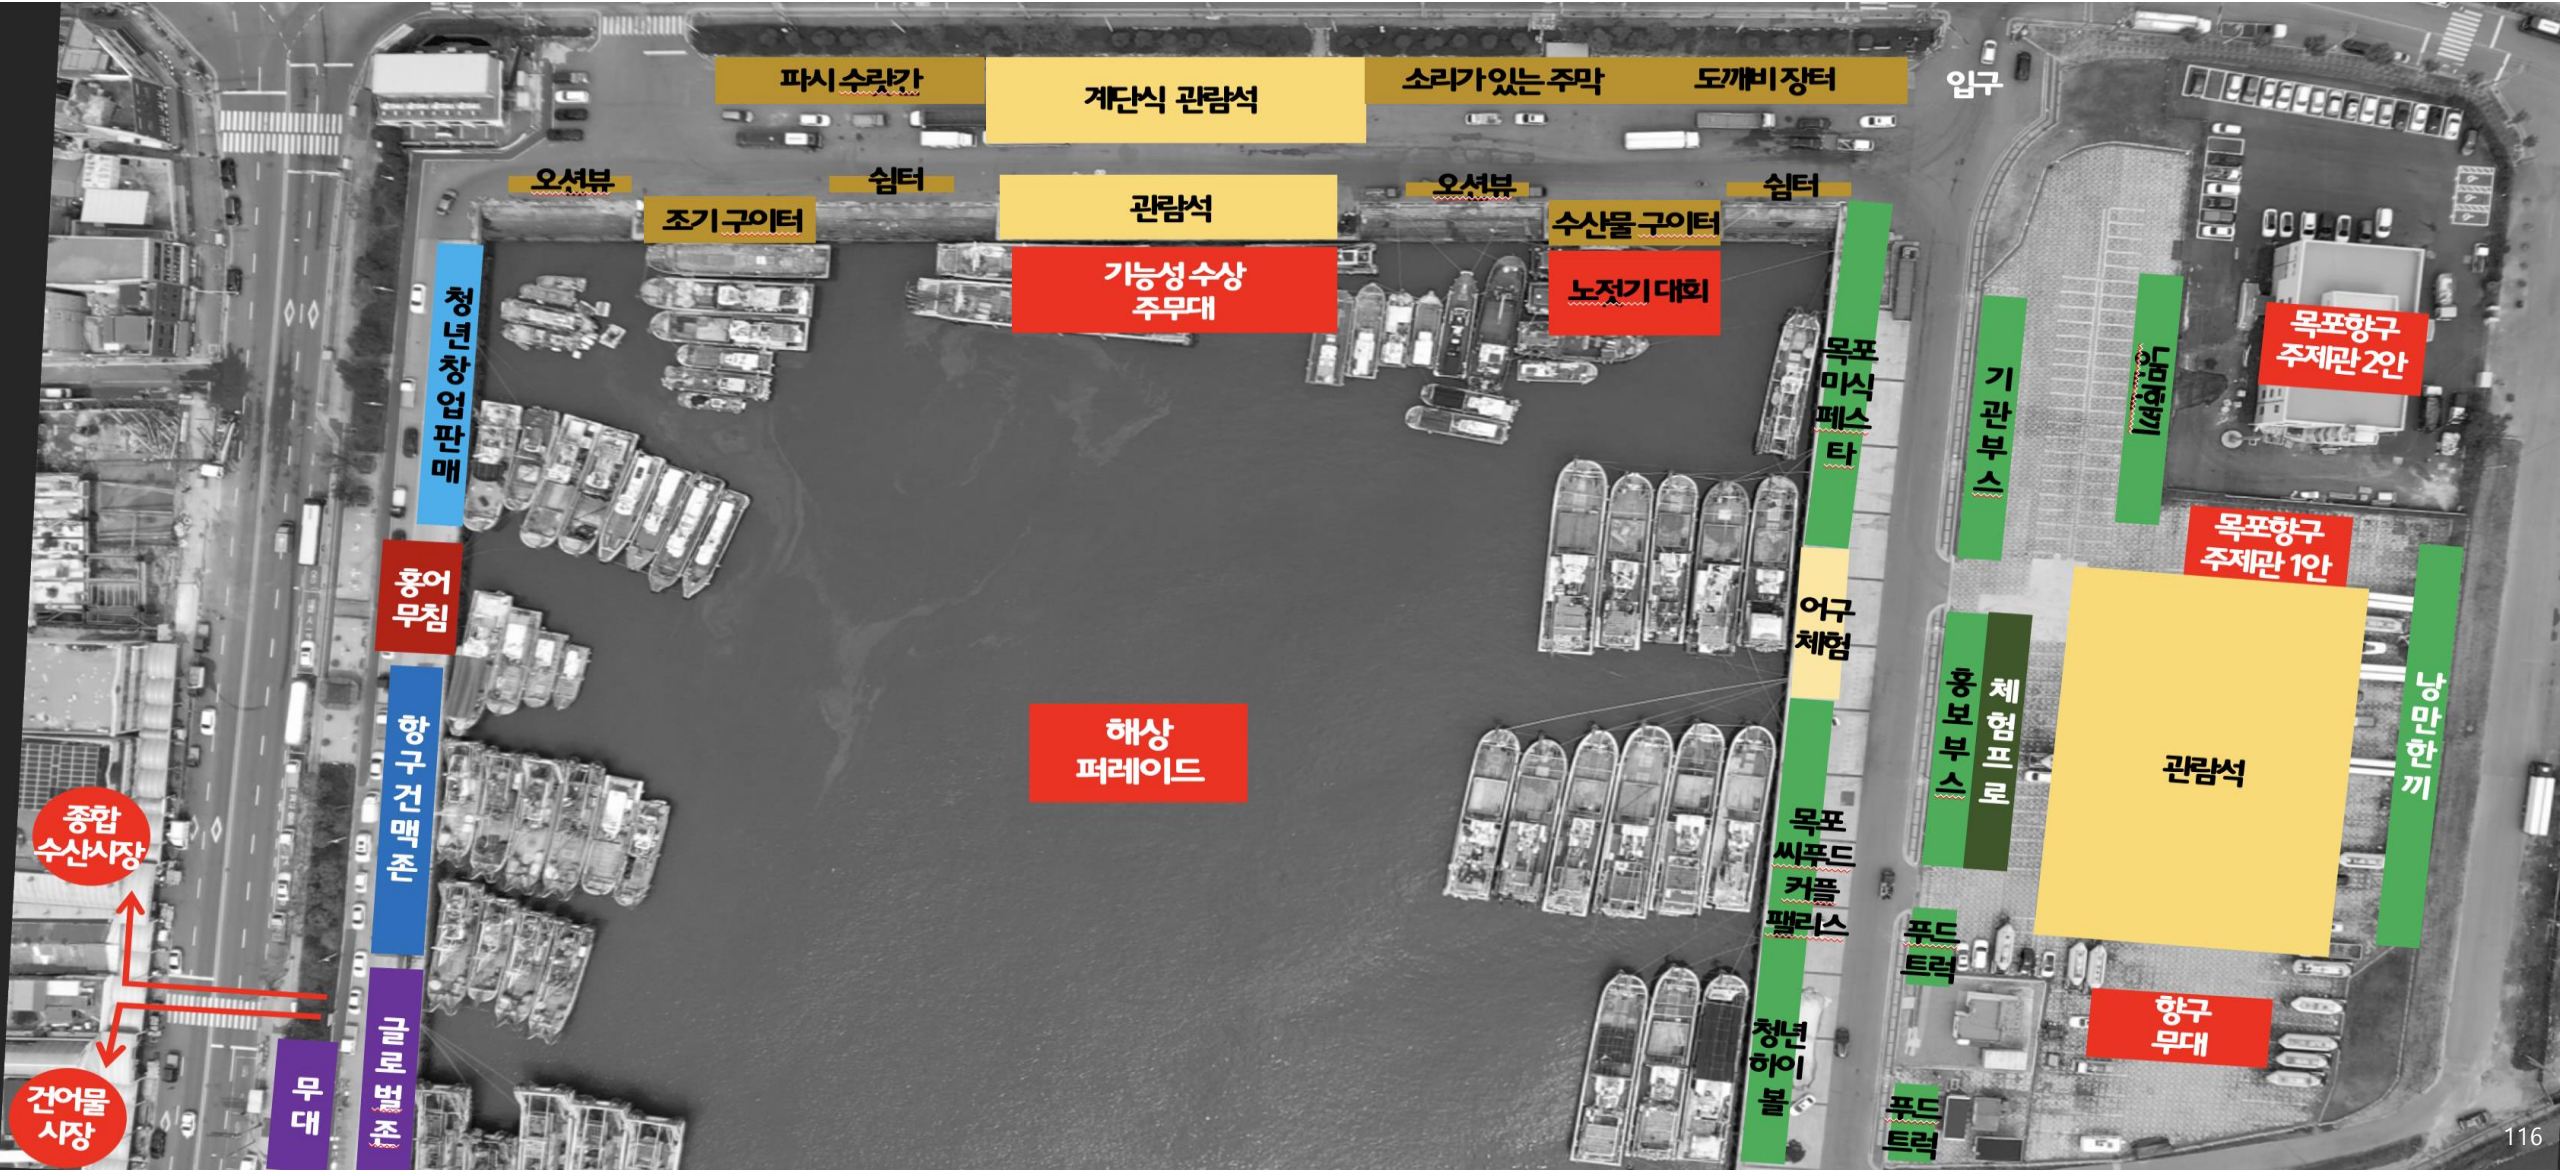 파시 수랏간
계단식 관람석
소리가 있는 주막
도깨비 장터
입구
오션뷰
쉼터
관람석
오션뷰
쉼터
조기 구이터
수산물 구이터
기능성 수상
주무대
노젓기 대회
청년창업판매
홍어
무침
항구건맥존
글로벌존
무대
종합
수산시장
건어물
시장
해상
퍼레이드
목포
미식
페스
타
어구
체험
목포
씨푸드
커플
팰리스
청년
하이
볼
기관부스
낭만한끼
목포항구
주제관 2안
목포항구
주제관 1안
홍보부스
체험프로
관람석
낭만한끼
푸드
트럭
항구
무대
푸드
트럭
116